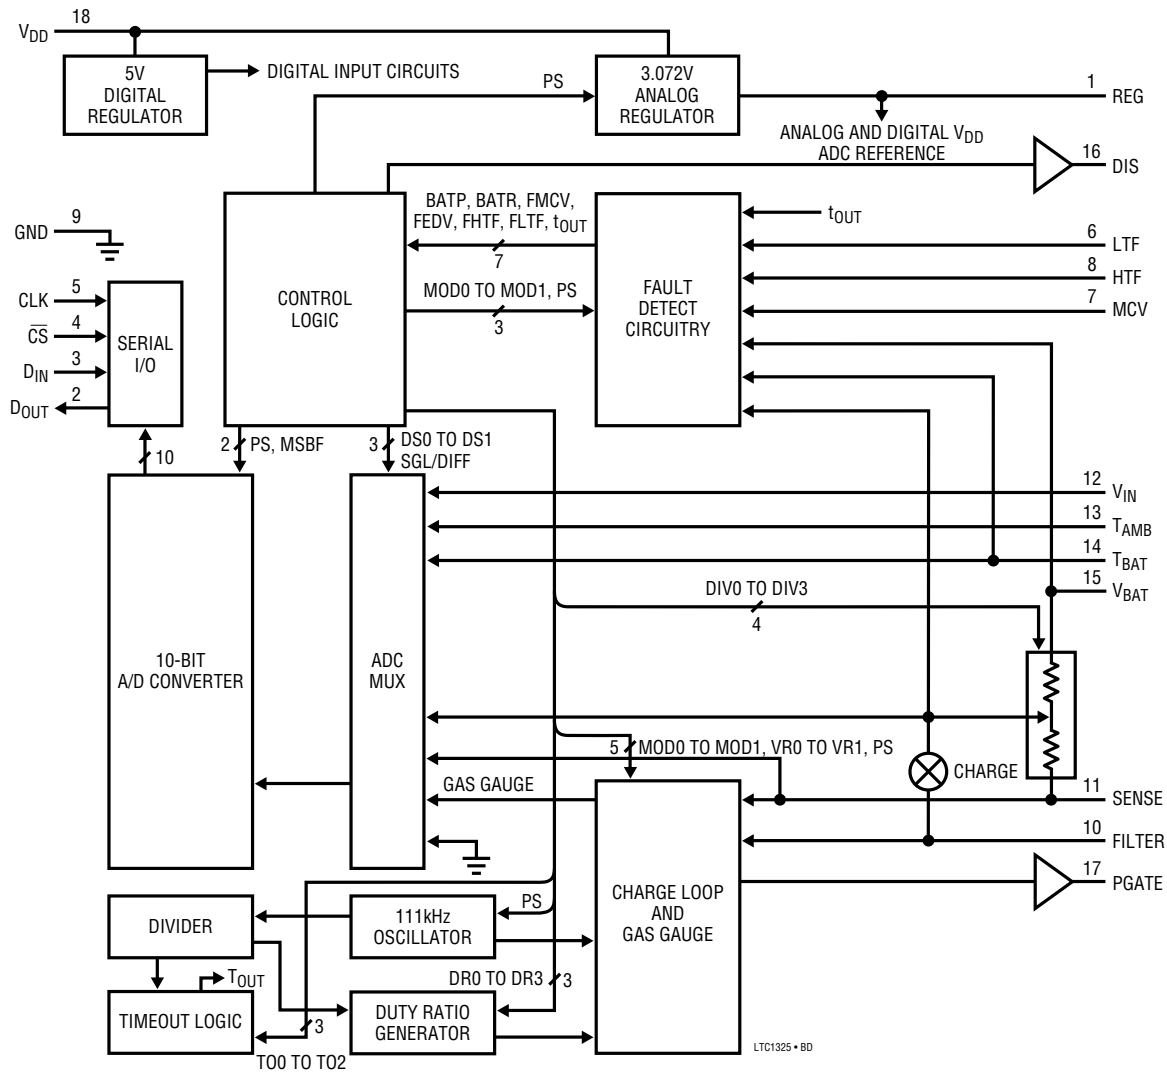 18
VDD
5V
DIGITAL
REGULATOR
DIGITAL INPUT CIRCUITS
PS
3.072V
ANALOG
REGULATOR
1
REG
ANALOG AND DIGITAL VDD
ADC REFERENCE
16
DIS
9
GND
BATP, BATR, FMCV,
FEDV, FHTF, FLTF, tOUT
7
CONTROL
LOGIC
MOD0 TO MOD1, PS
3
FAULT
DETECT
CIRCUITRY
tOUT
6
LTF
8
HTF
7
MCV
5
CLK
4
C̅S̅
3
DIN
2
DOUT
SERIAL
I/O
10
2
PS, MSBF
3
DS0 TO DS1
SGL/DIFF
12
VIN
13
TAMB
14
TBAT
15
VBAT
DIV0 TO DIV3
4
10-BIT
A/D CONVERTER
ADC
MUX
5
MOD0 TO MOD1, VR0 TO VR1, PS
CHARGE
GAS GAUGE
11
SENSE
10
FILTER
17
PGATE
CHARGE LOOP
AND
GAS GAUGE
PS
DIVIDER
111kHz
OSCILLATOR
DR0 TO DR3
3
TOUT
TIMEOUT LOGIC
3
DUTY RATIO
GENERATOR
TO0 TO TO2
LTC1325 • BD